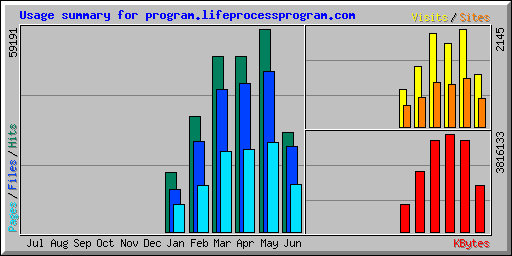 Usage summary for program.lifeprocessprogram.com
Visits / Sites
59191
2145
Pages / Files / Hits
3816133
Jul Aug Sep Oct Nov Dec Jan Feb Mar Apr May Jun
KBytes